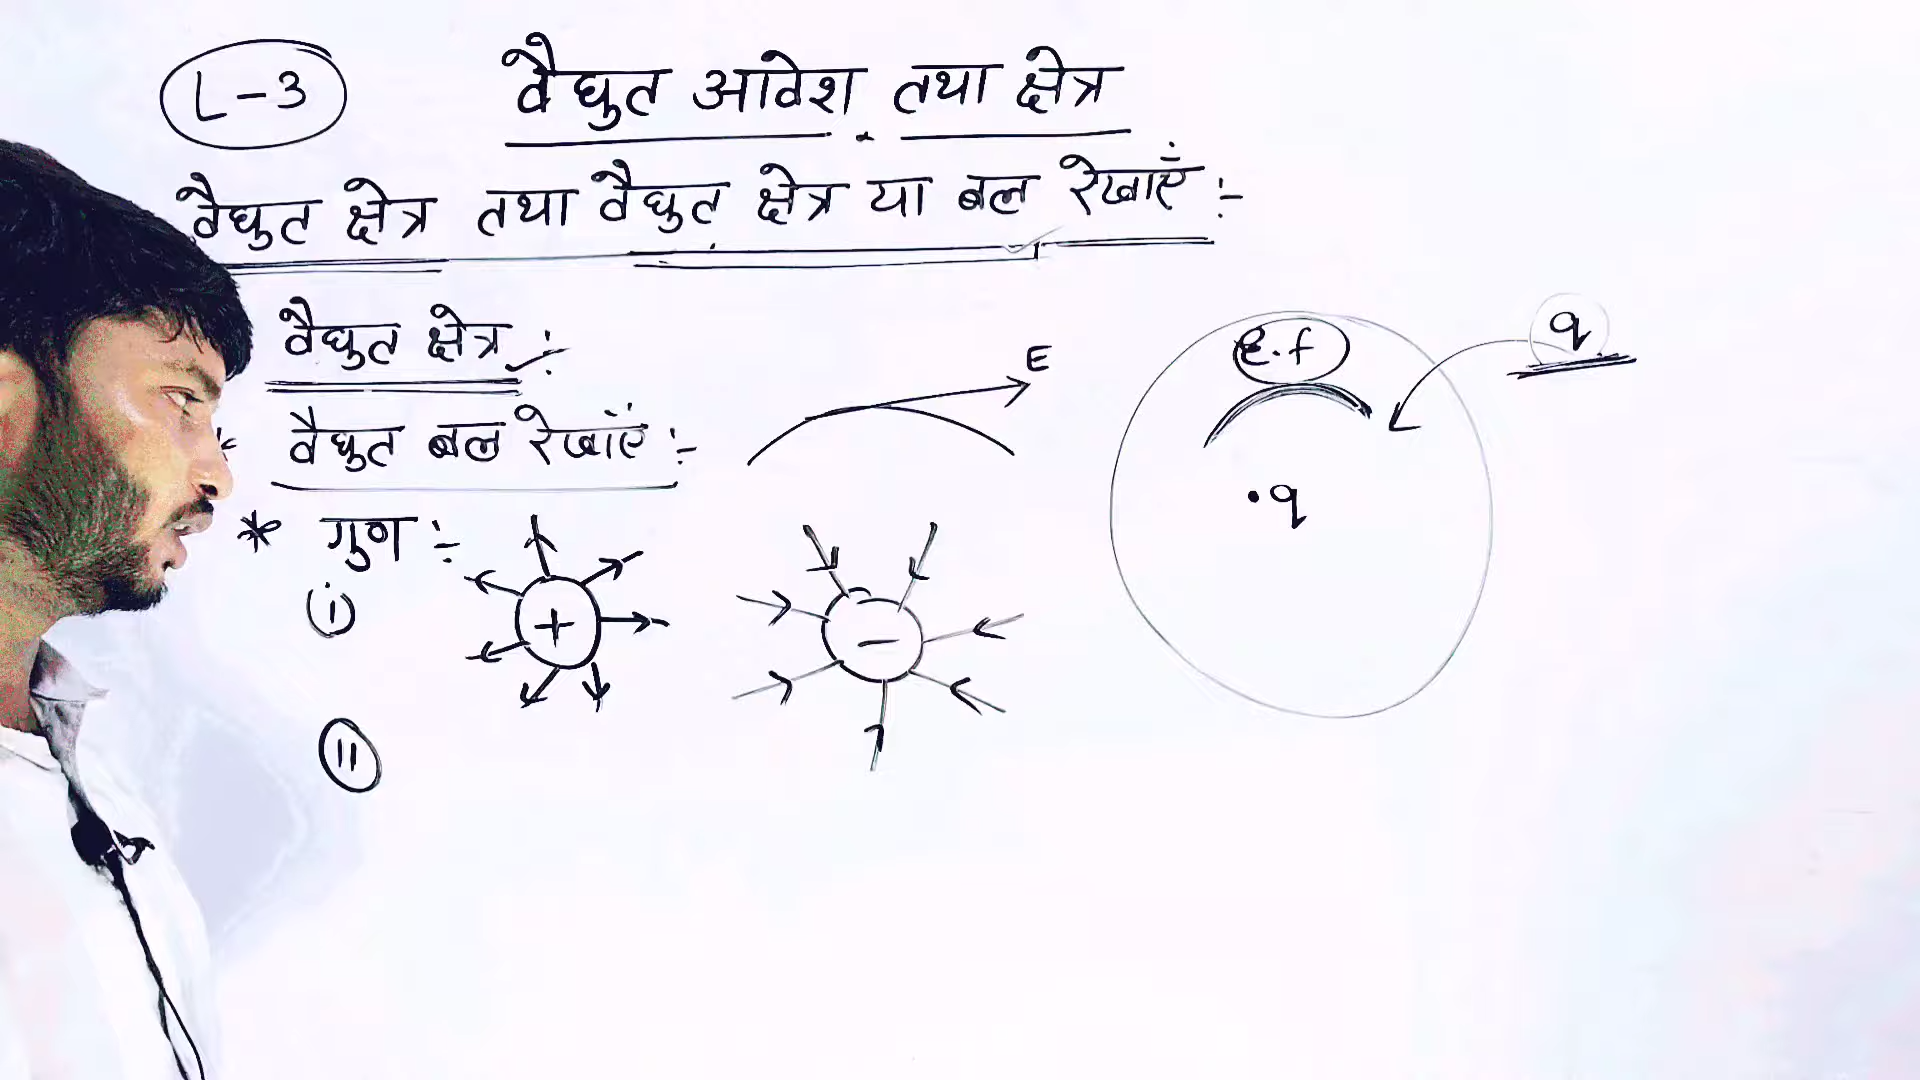 L-3
वैद्युत आवेश तथा क्षेत्र
वैद्युत क्षेत्र तथा वैद्युत क्षेत्र या बल रेखाएँ :-
वैद्युत क्षेत्र :-
E
e.f
q
* वैद्युत बल रेखाएँ :-
q
* गुण :-
(i)
+
-
(ii)